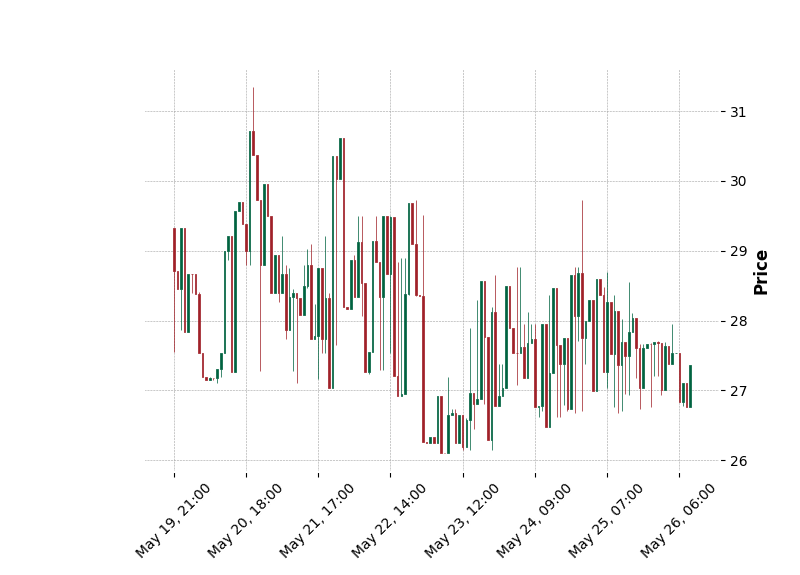 31
30
29
28
27
26
Price
May 19, 21:00
May 20, 18:00
May 21, 17:00
May 22, 14:00
May 23, 12:00
May 24, 09:00
May 25, 07:00
May 26, 06:00